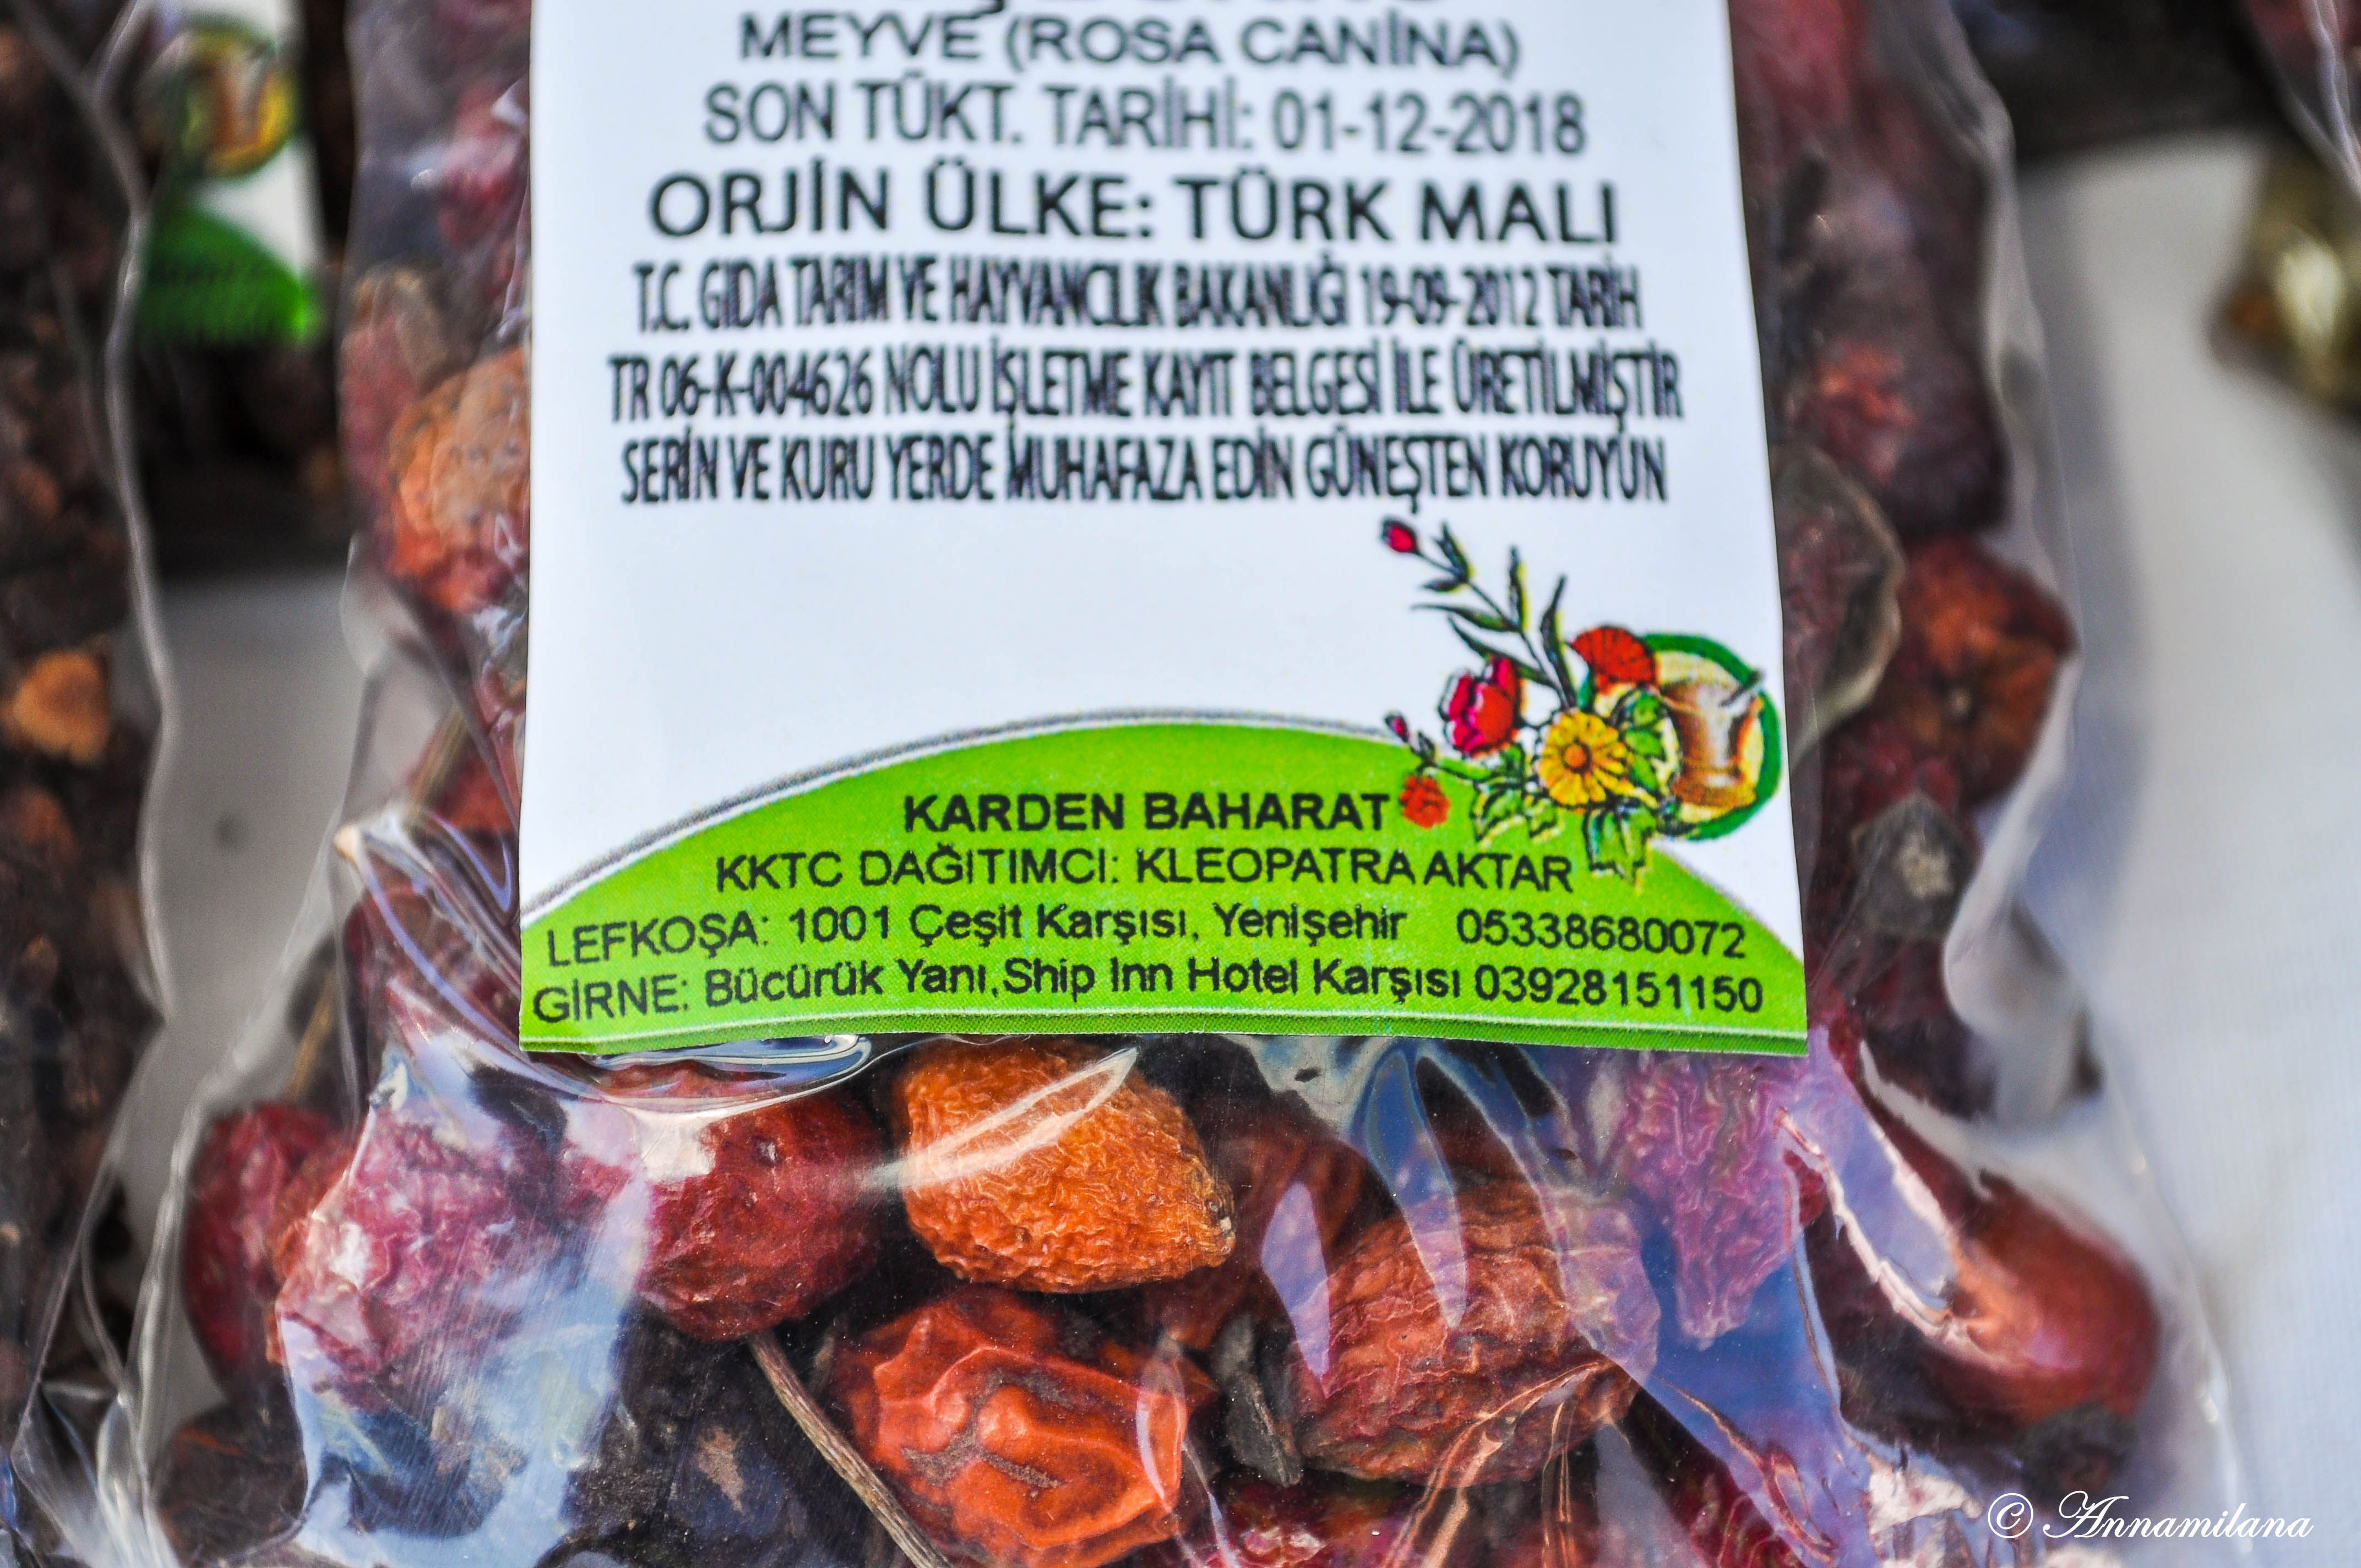 MEYVE (ROSA CANİNA)
SON TÜKT. TARİHİ: 01-12-2018
ORJİN ÜLKE: TÜRK MALI
T.C. GIDA TARIM VE HAYVANCILIK BAKANLIĞI 19-09-2012 TARİH
TR 06-K-004626 NOLU İŞLETME KAYIT BELGESİ İLE ÜRETİLMİŞTİR
SERİN VE KURU YERDE MUHAFAZA EDİN GÜNEŞTEN KORUYUN
KARDEN BAHARAT
KKTC DAĞITIMCI: KLEOPATRA AKTAR
LEFKOŞA: 1001 Çeşit Karşısı, Yenişehir 05338680072
GİRNE: Bücürük Yanı,Ship Inn Hotel Karşısı 03928151150
© Annamilana